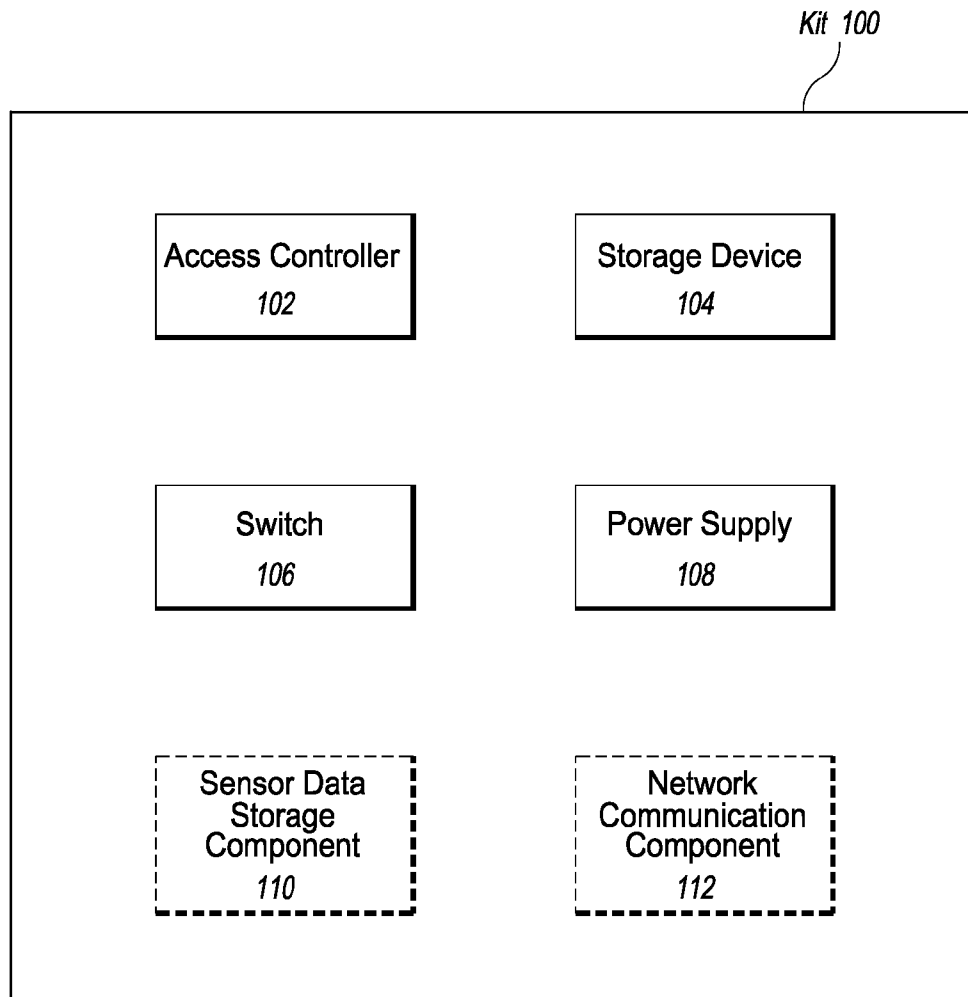 Kit 100
Access Controller
102
Storage Device
104
Switch
106
Power Supply
108
Sensor Data
Storage
Component
110
Network
Communication
Component
112